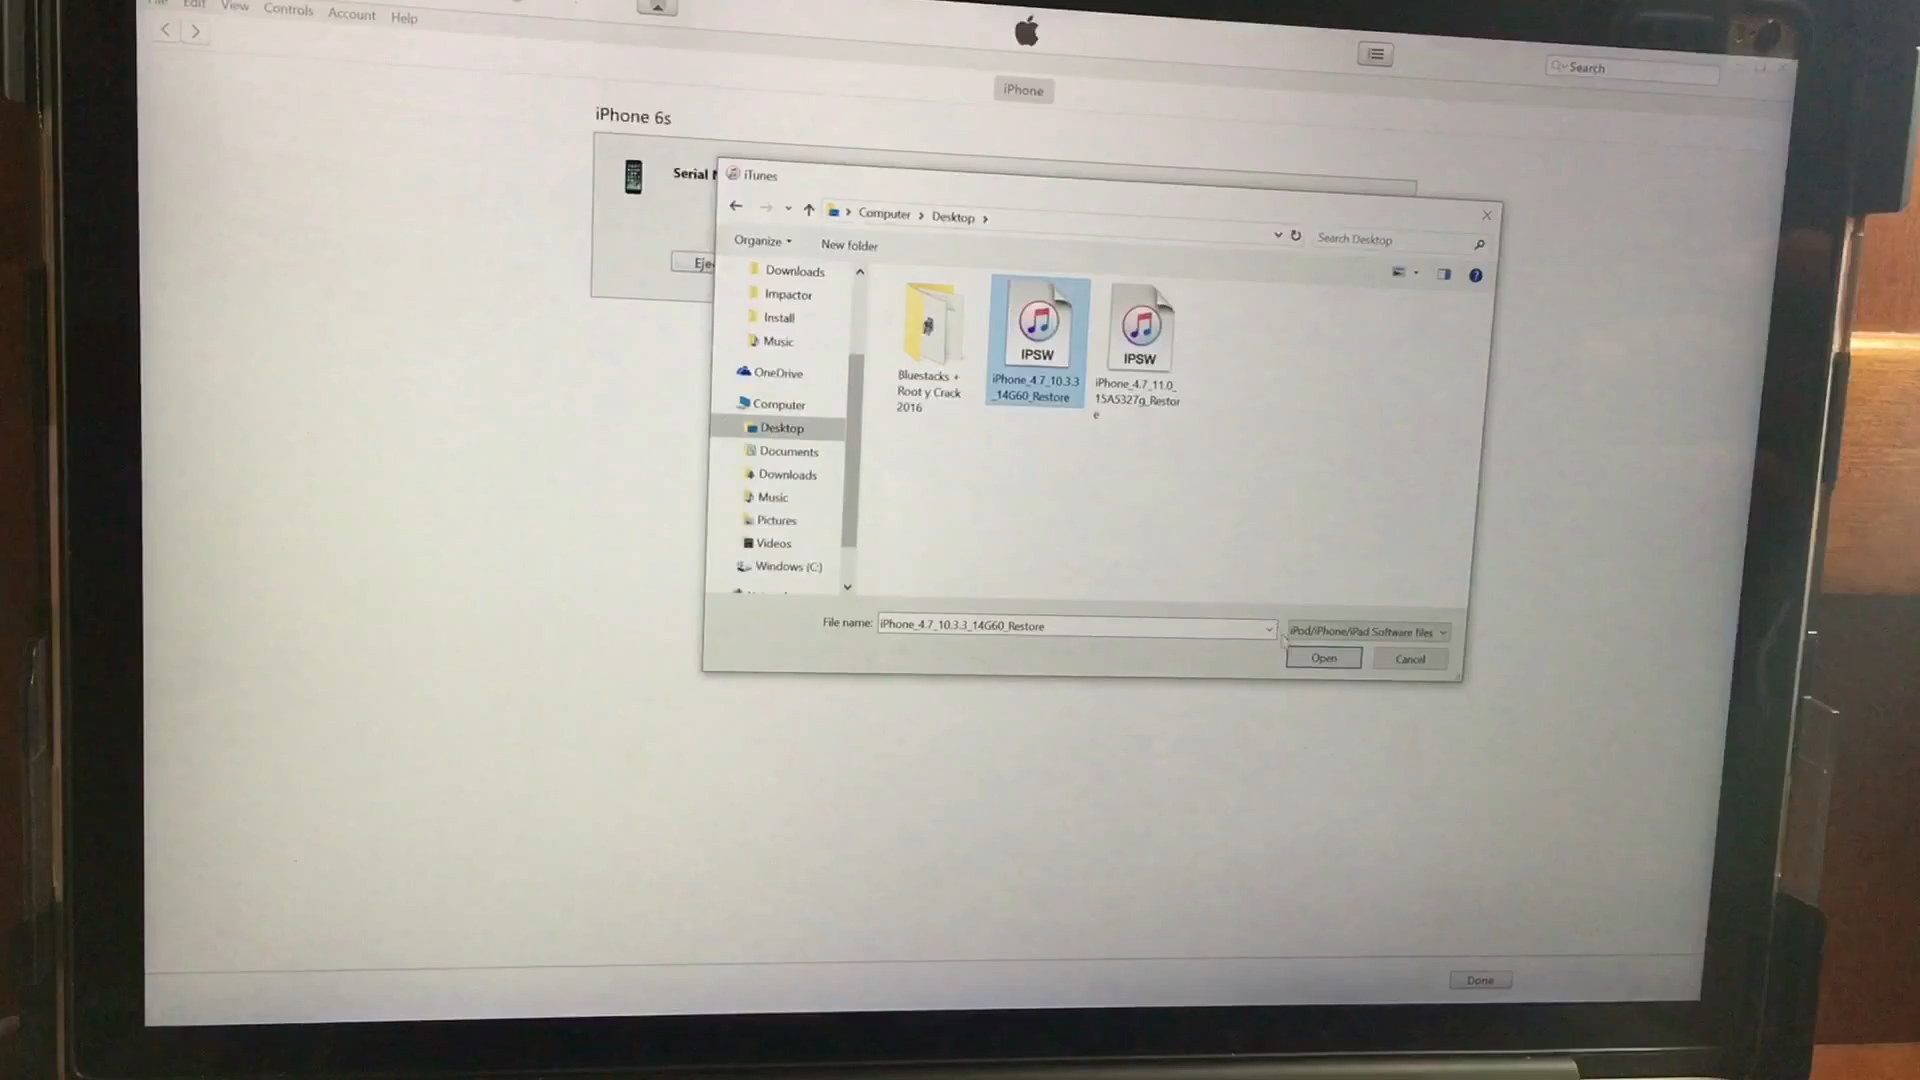 Edit View Controls Account Help
Search
iPhone
iPhone 6s
Serial
iTunes
Computer Desktop
Search Desktop
Organize New folder
Downloads
Impactor
Install
Music
OneDrive
Computer
Desktop
Documents
Downloads
Music
Pictures
Videos
Windows (C:)
Bluestacks +
Root y Crack
2016
IPSW
iPhone_4.7_10.3.3
_14G60_Restore
IPSW
iPhone_4.7_11.0_
15A5327g_Restor
e
File name: iPhone_4.7_10.3.3_14G60_Restore
iPod/iPhone/iPad Software files
Open Cancel
Done